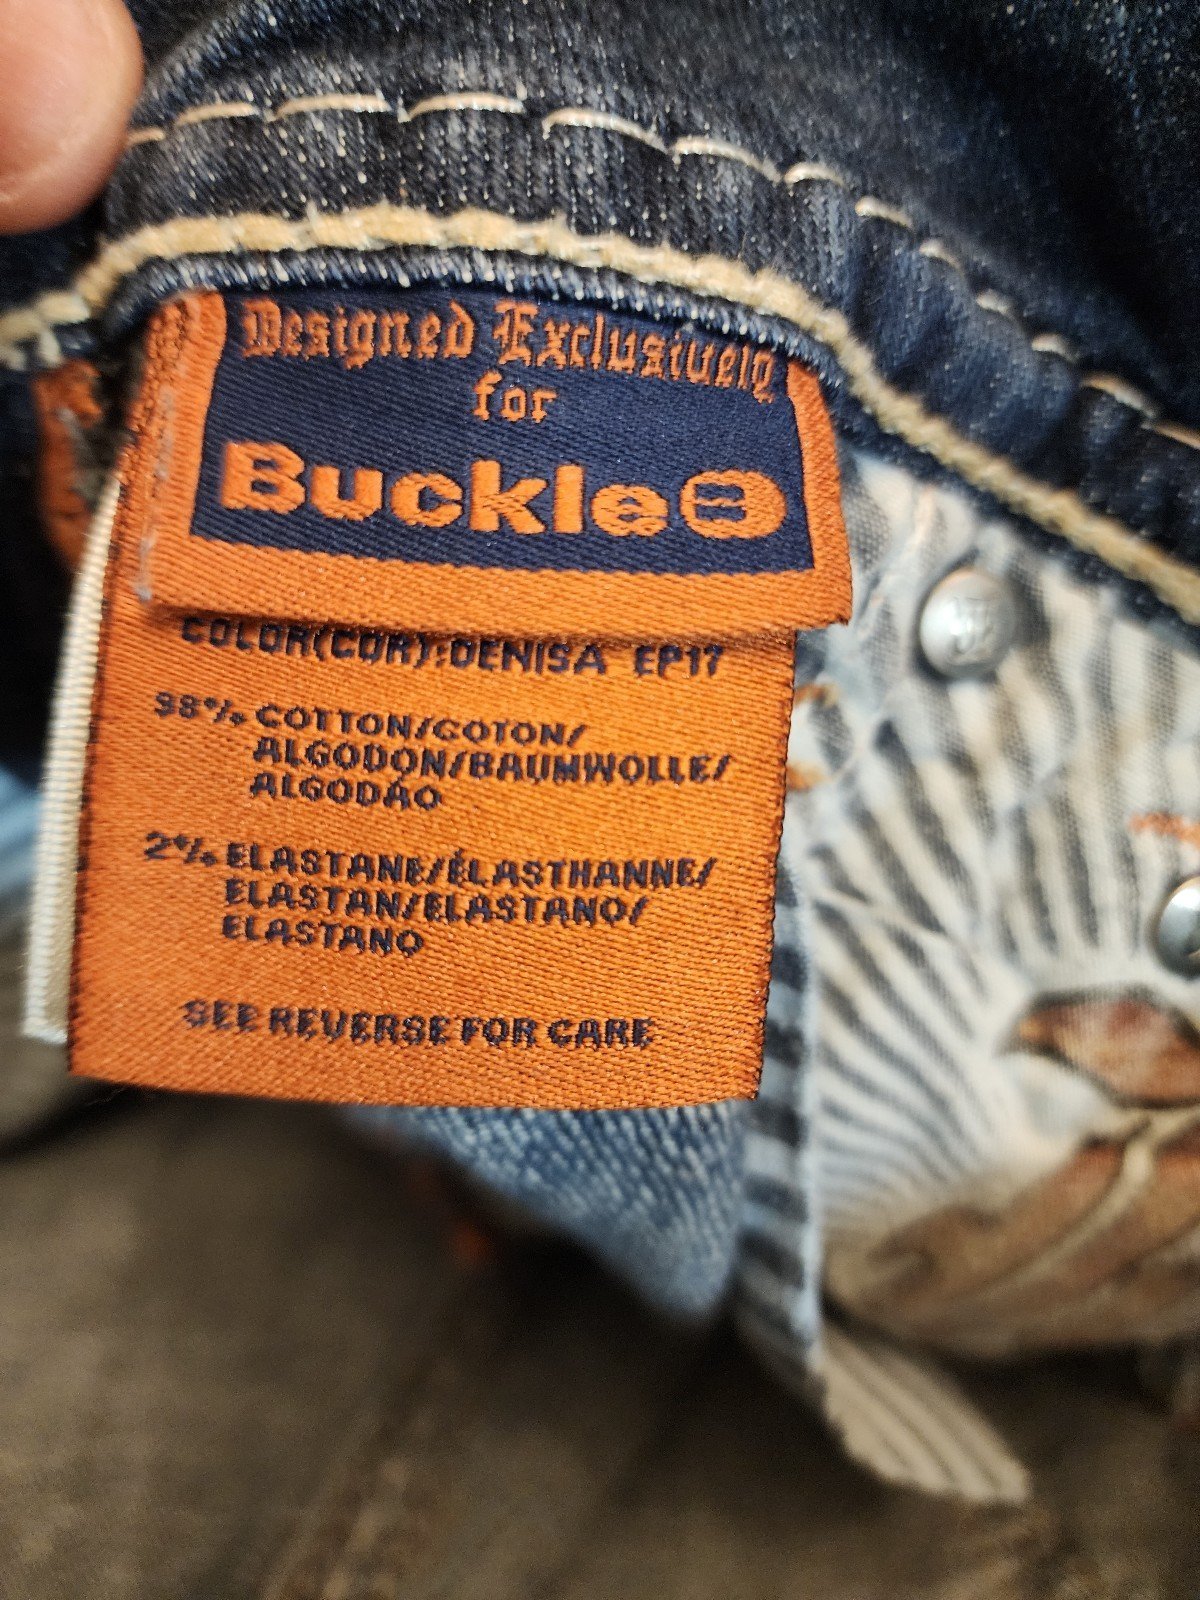 Designed Exclusively
for
Buckle
COLOR(COR):DENISA EP17
98% COTTON/COTON/
ALGODON/BAUMWOLLE/
ALGODÃO
2% ELASTANE/ÉLASTHANNE/
ELASTAN/ELASTANO/
ELASTANO
SEE REVERSE FOR CARE